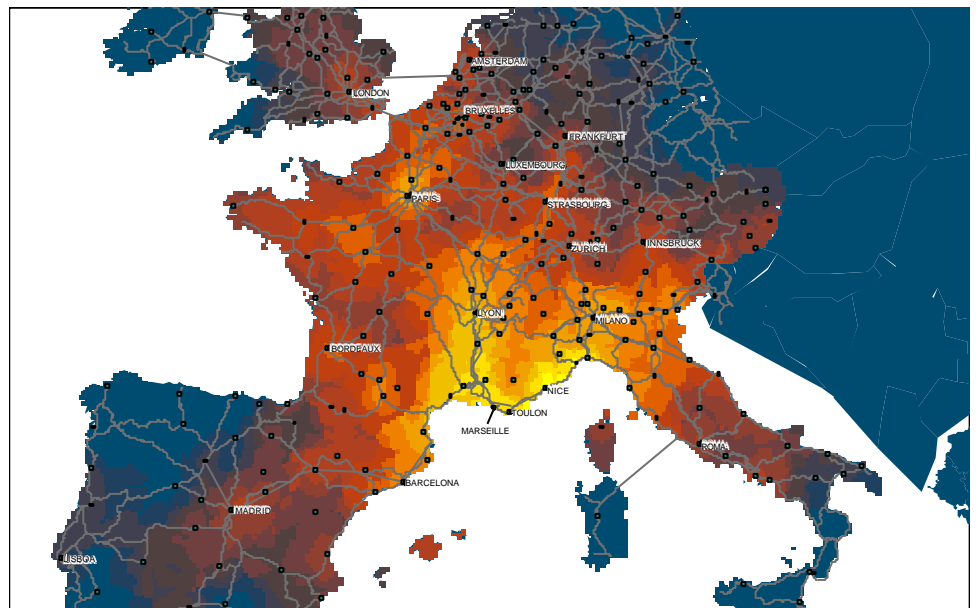 AMSTERDAM
LONDON
BRUXELLES
FRANKFURT
LUXEMBOURG
PARIS
STRASBOURG
INNSBRUCK
ZURICH
LYON
MILANO
BORDEAUX
NICE
TOULON
MARSEILLE
ROMA
BARCELONA
MADRID
LISBOA